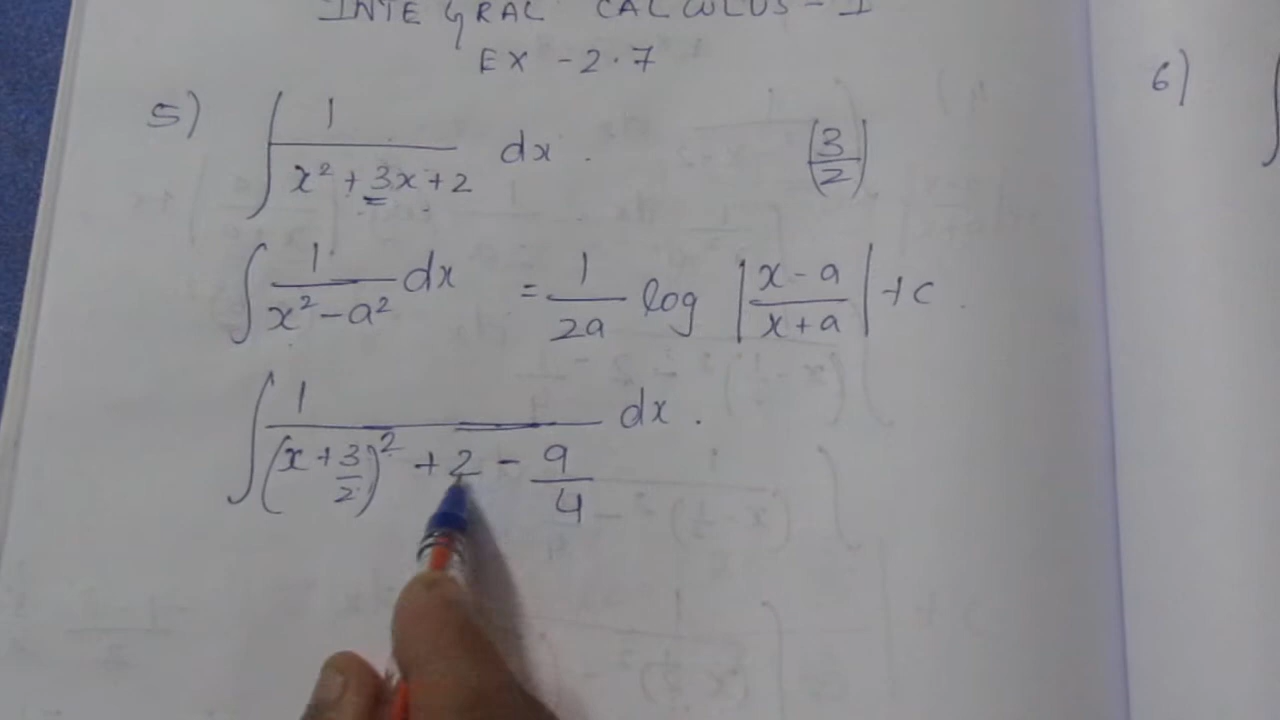 INTEGRAL CALCULUS - I
EX - 2.7
5) ∫ 1/(x² + 3x + 2) dx . (3/2)
∫ 1/(x² - a²) dx = 1/2a log |(x - a)/(x + a)| + c .
∫ 1/((x + 3/2)² + 2 - 9/4) dx .
6) ∫